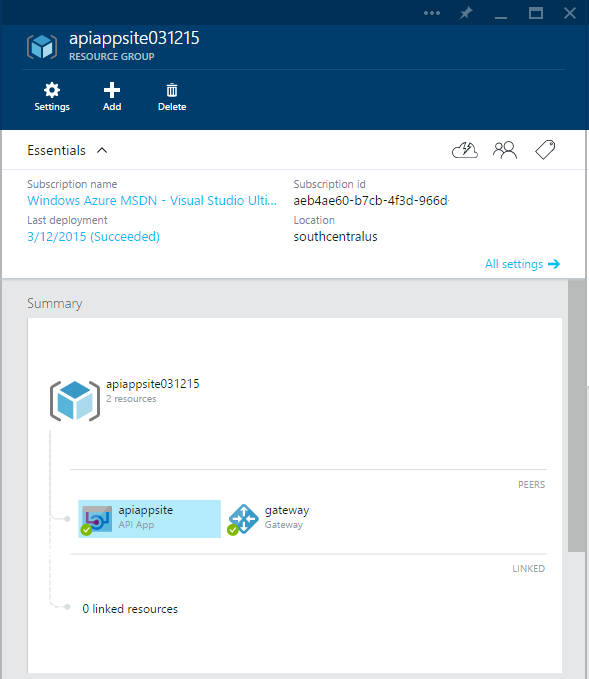 apiappsite031215
RESOURCE GROUP
Settings
Add
Delete
Essentials
Subscription name
Windows Azure MSDN - Visual Studio Ulti...
Subscription id
aeb4ae60-b7cb-4f3d-966d-
Last deployment
3/12/2015 (Succeeded)
Location
southcentralus
All settings
Summary
apiappsite031215
2 resources
PEERS
apiappsite
API App
gateway
Gateway
LINKED
0 linked resources